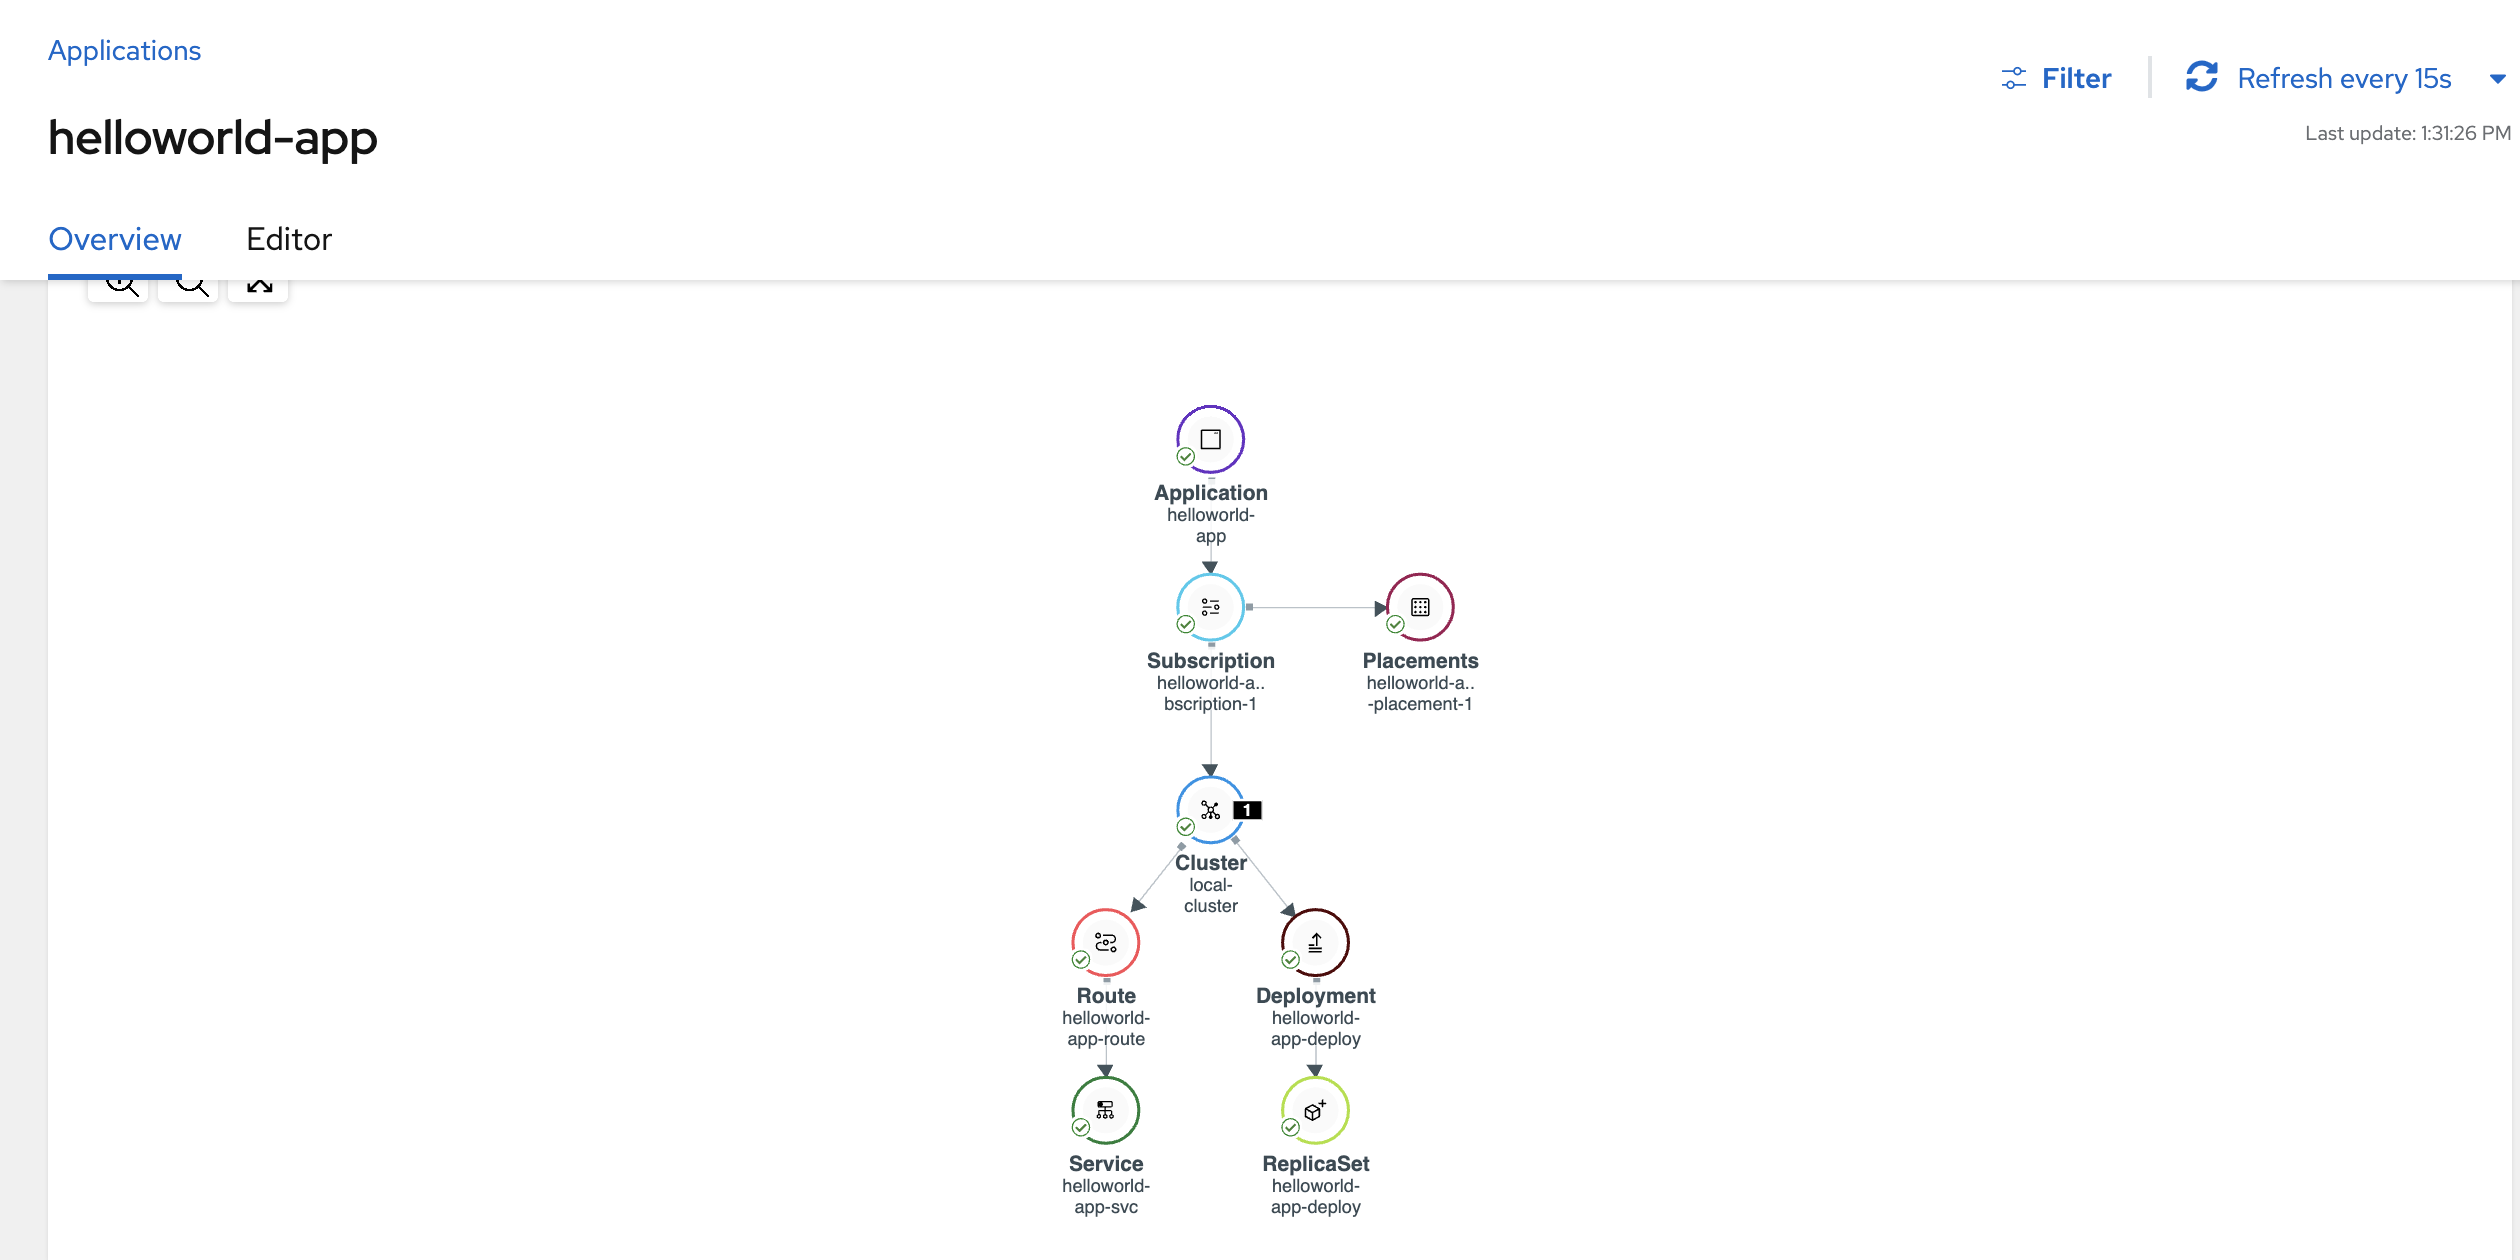 Applications
Filter
Refresh every 15s
helloworld-app
Last update: 1:31:26 PM
Overview
Editor
Application
helloworld-
app
Subscription
helloworld-a..
bscription-1
Placements
helloworld-a..
-placement-1
1
Cluster
local-
cluster
Route
helloworld-
app-route
Deployment
helloworld-
app-deploy
Service
helloworld-
app-svc
ReplicaSet
helloworld-
app-deploy